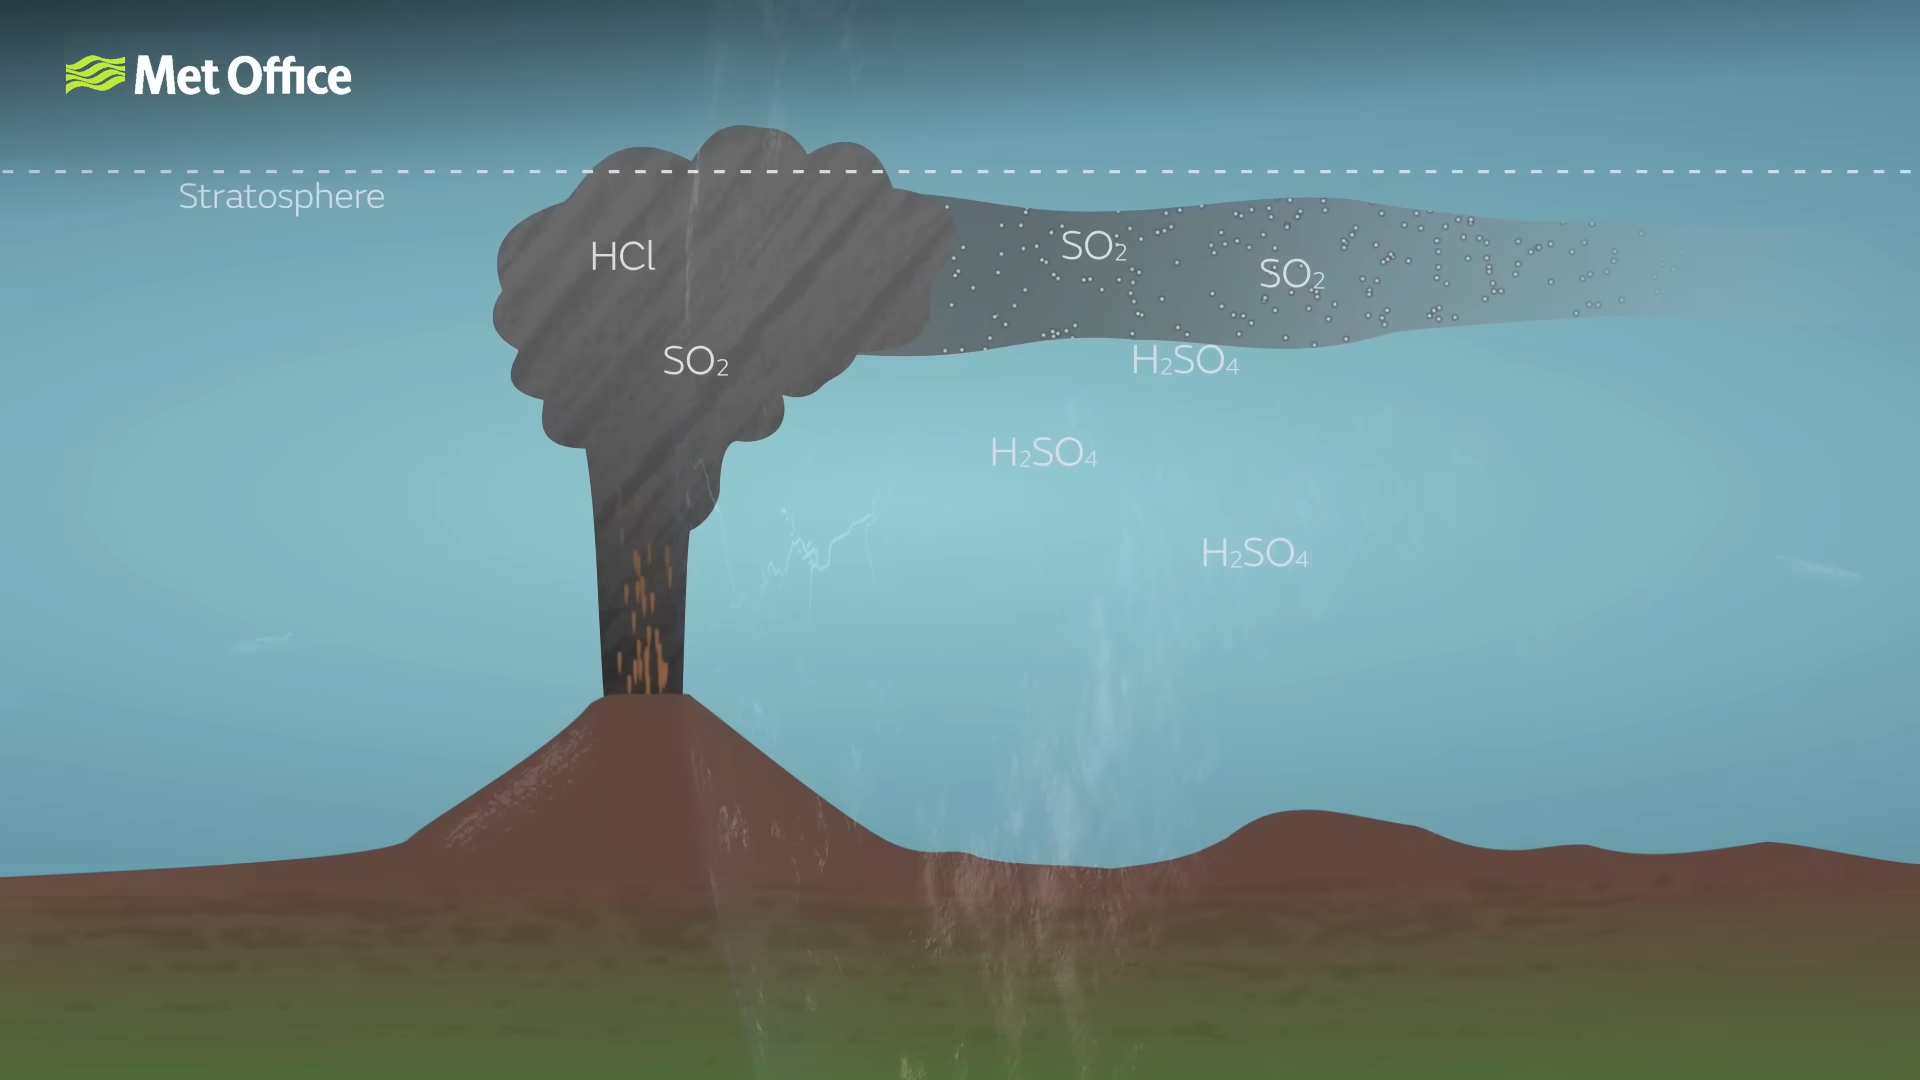 Met Office
Stratosphere
HCl
SO₂
SO₂
SO₂
H₂SO₄
H₂SO₄
H₂SO₄